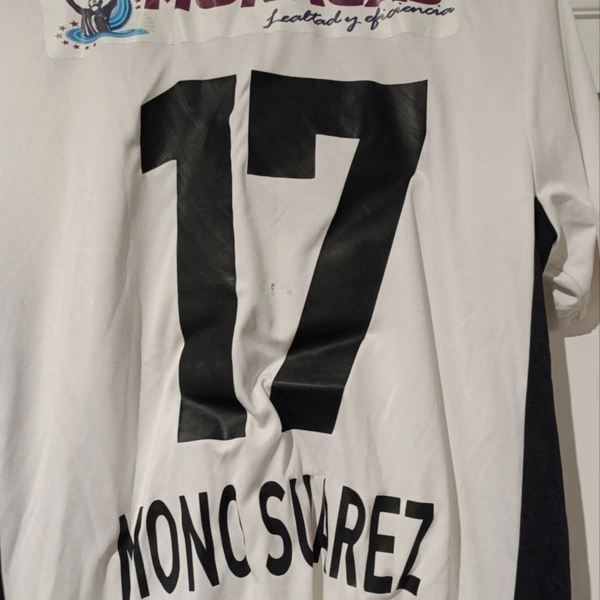 Lealtad y eficiencia
17
MONO SUAREZ